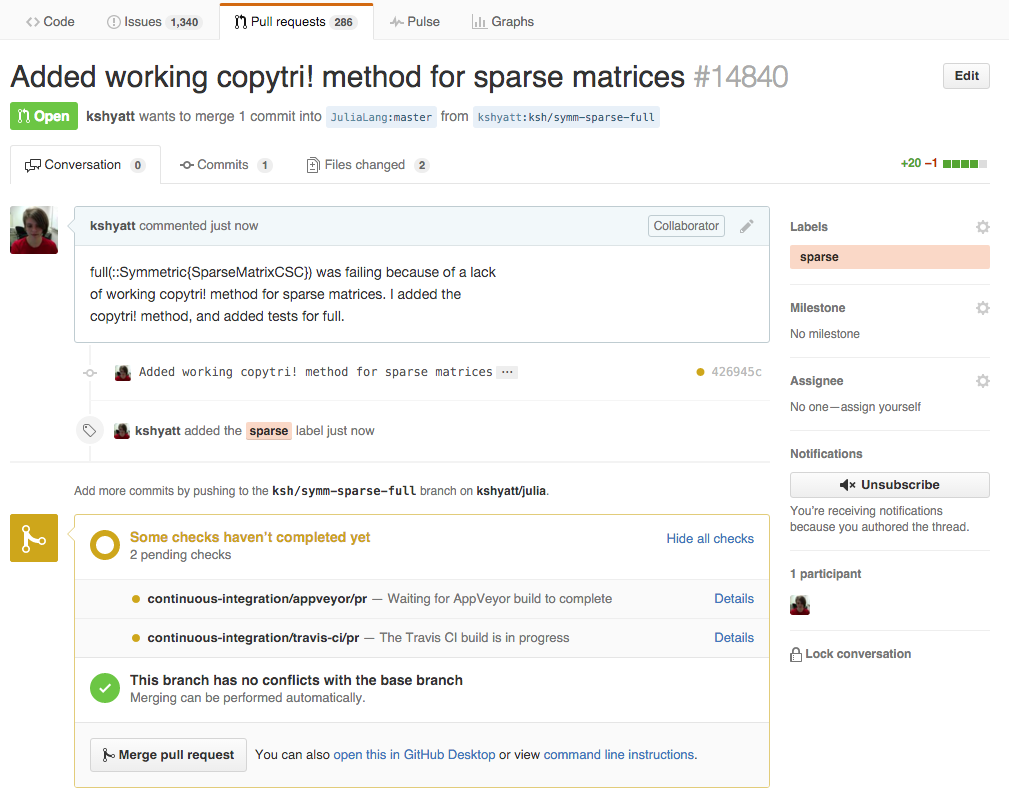 Code Issues 1,340 Pull requests 286 Pulse Graphs
Added working copytri! method for sparse matrices #14840 Edit
Open kshyatt wants to merge 1 commit into JuliaLang:master from kshyatt:ksh/symm-sparse-full
Conversation 0 Commits 1 Files changed 2 +20 −1
kshyatt commented just now Collaborator
full(::Symmetric{SparseMatrixCSC}) was failing because of a lack
of working copytri! method for sparse matrices. I added the
copytri! method, and added tests for full.
Added working copytri! method for sparse matrices ··· 426945c
kshyatt added the sparse label just now
Add more commits by pushing to the ksh/symm-sparse-full branch on kshyatt/julia.
Some checks haven't completed yet Hide all checks
2 pending checks
continuous-integration/appveyor/pr — Waiting for AppVeyor build to complete Details
continuous-integration/travis-ci/pr — The Travis CI build is in progress Details
This branch has no conflicts with the base branch
Merging can be performed automatically.
Merge pull request You can also open this in GitHub Desktop or view command line instructions.
Labels
sparse
Milestone
No milestone
Assignee
No one—assign yourself
Notifications
Unsubscribe
You're receiving notifications
because you authored the thread.
1 participant
Lock conversation